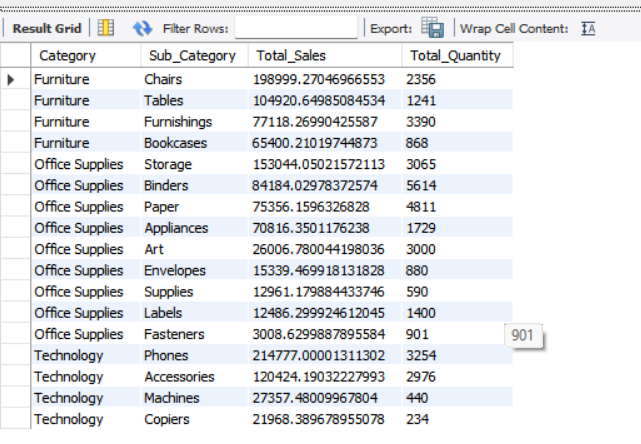 Result Grid Filter Rows: Export: Wrap Cell Content:
Category Sub_Category Total_Sales Total_Quantity
Furniture Chairs 198999.27046966553 2356
Furniture Tables 104920.64985084534 1241
Furniture Furnishings 77118.26990425587 3390
Furniture Bookcases 65400.21019744873 868
Office Supplies Storage 153044.05021572113 3065
Office Supplies Binders 84184.02978372574 5614
Office Supplies Paper 75356.1596326828 4811
Office Supplies Appliances 70816.3501176238 1729
Office Supplies Art 26006.780044198036 3000
Office Supplies Envelopes 15339.469918131828 880
Office Supplies Supplies 12961.179884433746 590
Office Supplies Labels 12486.299924612045 1400
Office Supplies Fasteners 3008.6299887895584 901 901
Technology Phones 214777.00001311302 3254
Technology Accessories 120424.19032227993 2976
Technology Machines 27357.48009967804 440
Technology Copiers 21968.389678955078 234